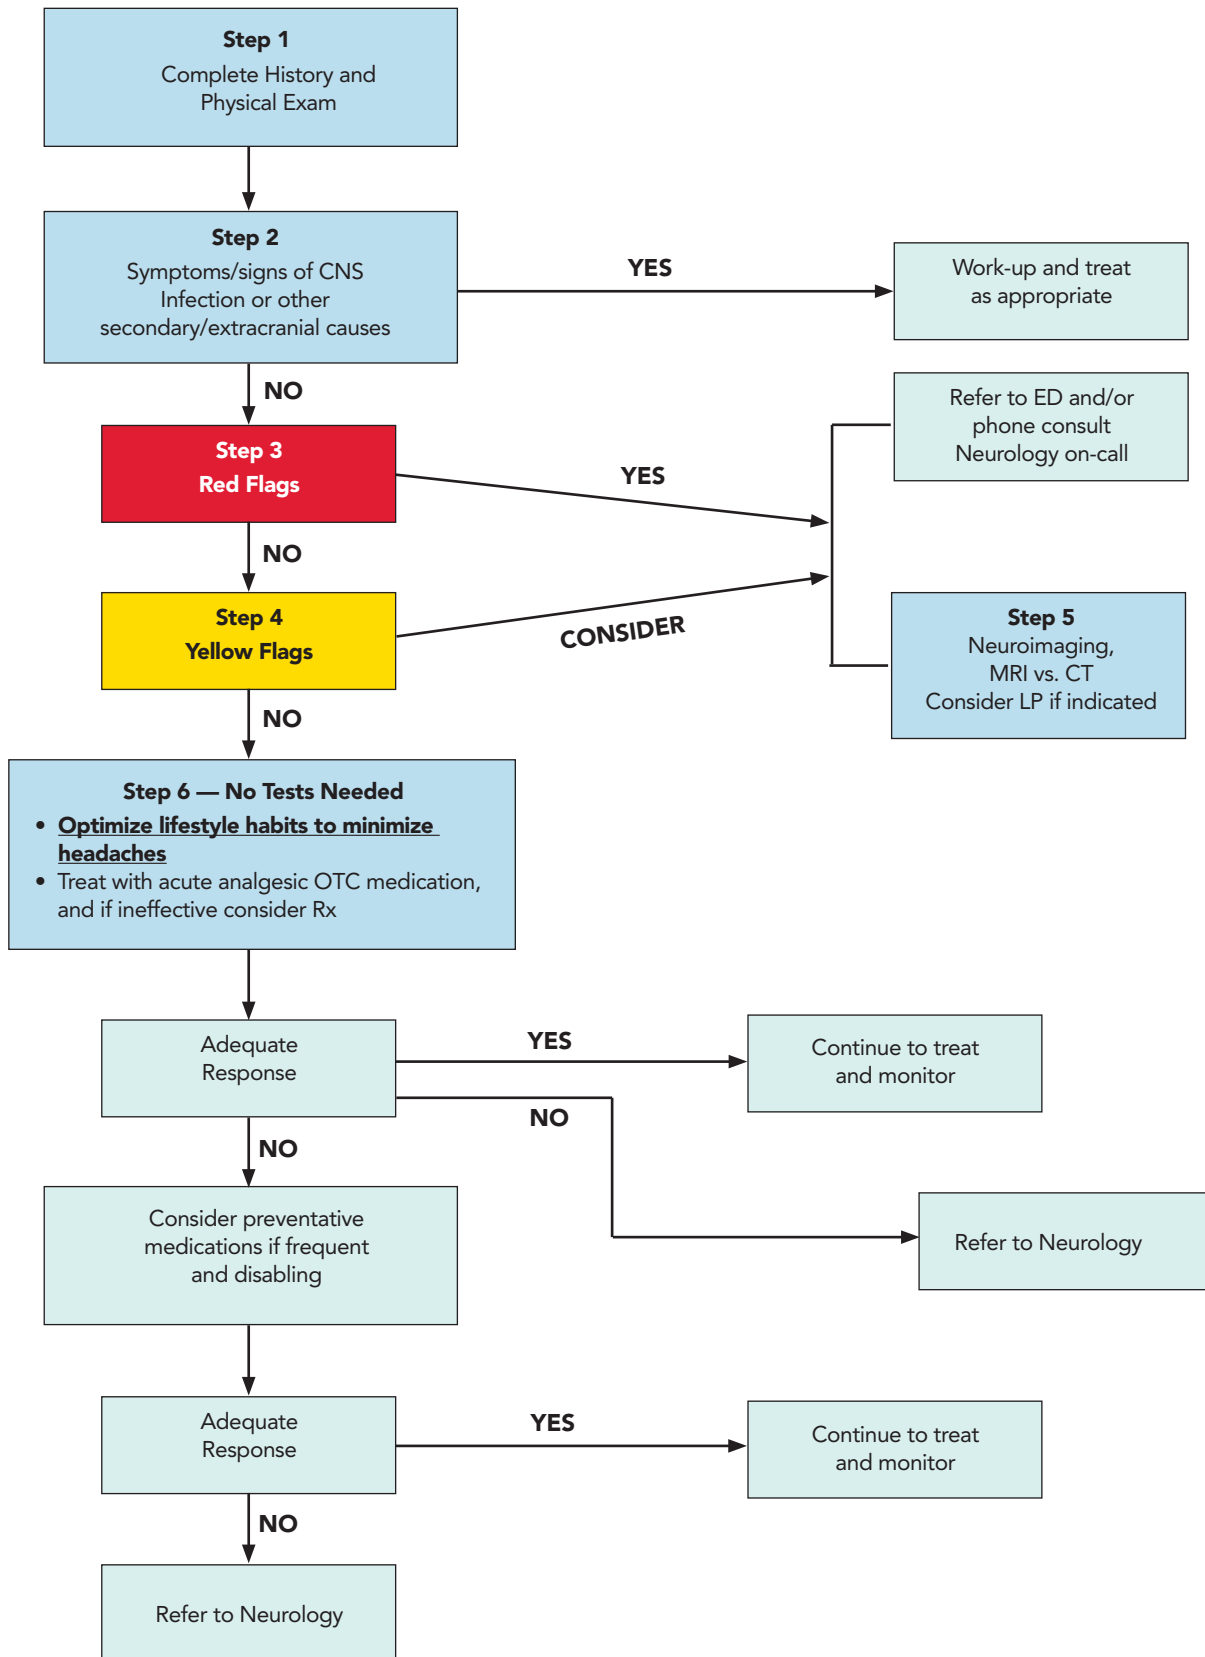 Step 1
Complete History and
Physical Exam
Step 2
Symptoms/signs of CNS
Infection or other
secondary/extracranial causes
YES
Work-up and treat
as appropriate
NO
Refer to ED and/or
phone consult
Neurology on-call
Step 3
Red Flags
YES
NO
Step 4
Yellow Flags
CONSIDER
Step 5
Neuroimaging,
MRI vs. CT
Consider LP if indicated
NO
Step 6 — No Tests Needed
• Optimize lifestyle habits to minimize
headaches
• Treat with acute analgesic OTC medication,
and if ineffective consider Rx
Adequate
Response
YES
Continue to treat
and monitor
NO
NO
Consider preventative
medications if frequent
and disabling
Refer to Neurology
Adequate
Response
YES
Continue to treat
and monitor
NO
Refer to Neurology